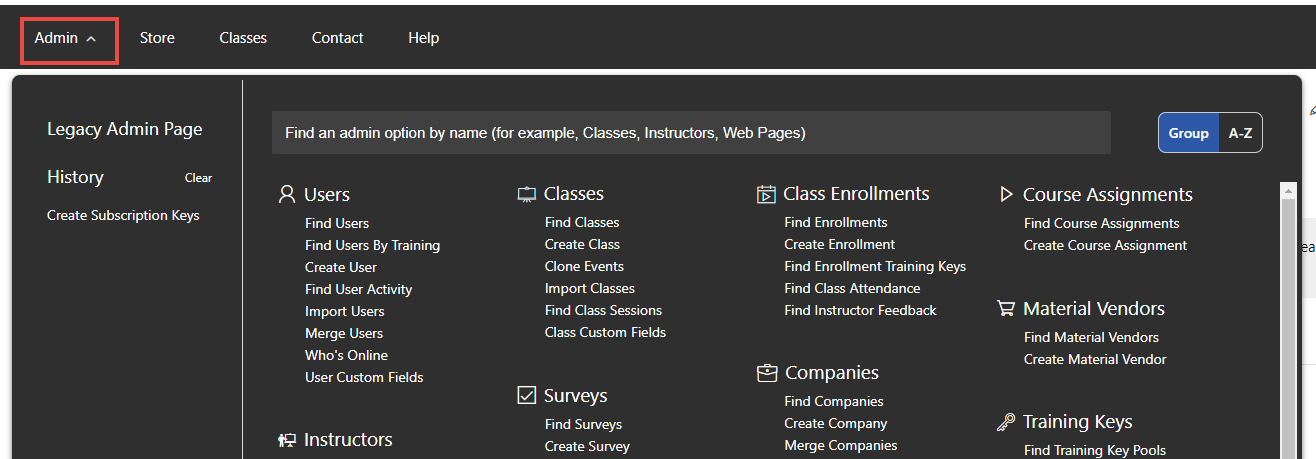 Admin
Store
Classes
Contact
Help
Legacy Admin Page
History
Clear
Create Subscription Keys
Find an admin option by name (for example, Classes, Instructors, Web Pages)
Group
A-Z
Users
Find Users
Find Users By Training
Create User
Find User Activity
Import Users
Merge Users
Who's Online
User Custom Fields
Instructors
Classes
Find Classes
Create Class
Clone Events
Import Classes
Find Class Sessions
Class Custom Fields
Surveys
Find Surveys
Create Survey
Class Enrollments
Find Enrollments
Create Enrollment
Find Enrollment Training Keys
Find Class Attendance
Find Instructor Feedback
Companies
Find Companies
Create Company
Merge Companies
Course Assignments
Find Course Assignments
Create Course Assignment
Material Vendors
Find Material Vendors
Create Material Vendor
Training Keys
Find Training Key Pools